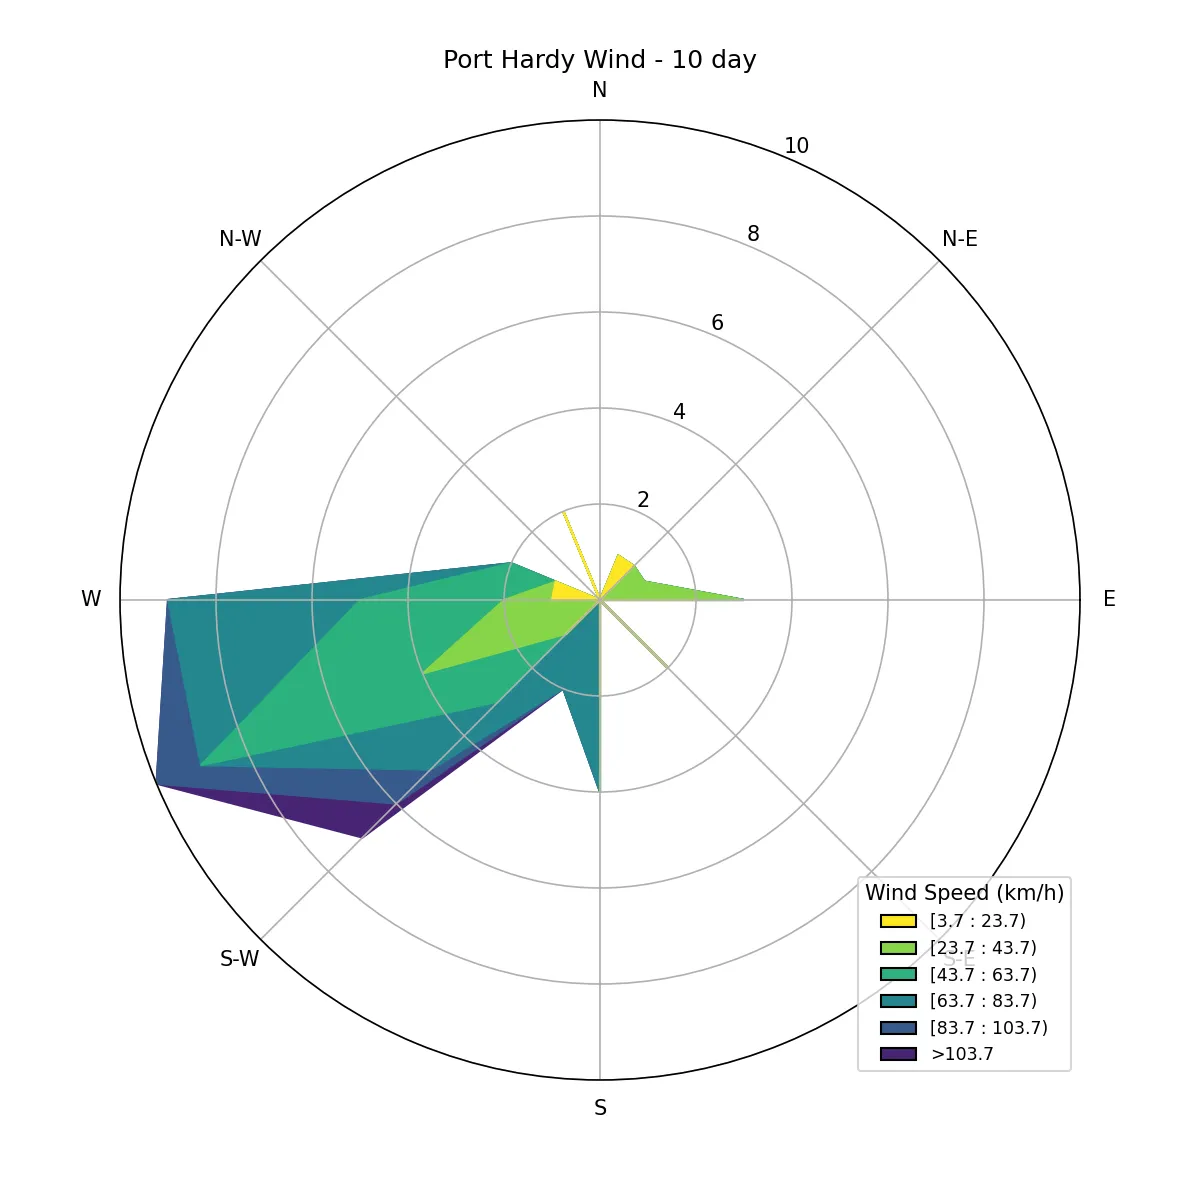 Port Hardy Wind - 10 day
N
10
N-W
N-E
8
6
4
2
W
E
S-W
S-E
S
Wind Speed (km/h)
[3.7 : 23.7)
[23.7 : 43.7)
[43.7 : 63.7)
[63.7 : 83.7)
[83.7 : 103.7)
>103.7